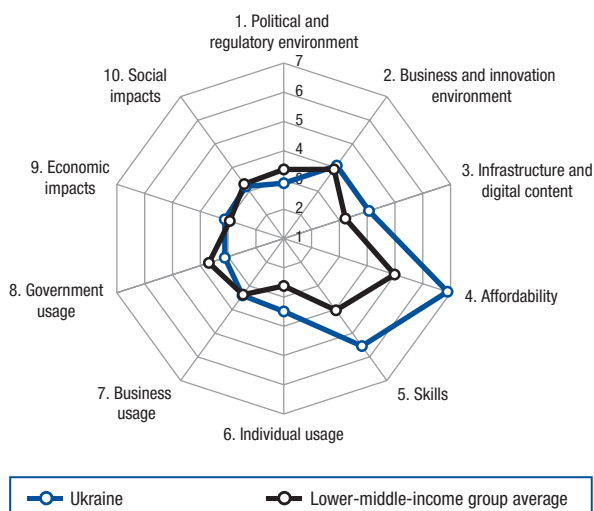 1. Political and
regulatory environment
2. Business and innovation
environment
3. Infrastructure and
digital content
4. Affordability
5. Skills
6. Individual usage
7. Business
usage
8. Government
usage
9. Economic
impacts
10. Social
impacts
7
6
5
4
3
2
1
Ukraine
Lower-middle-income group average